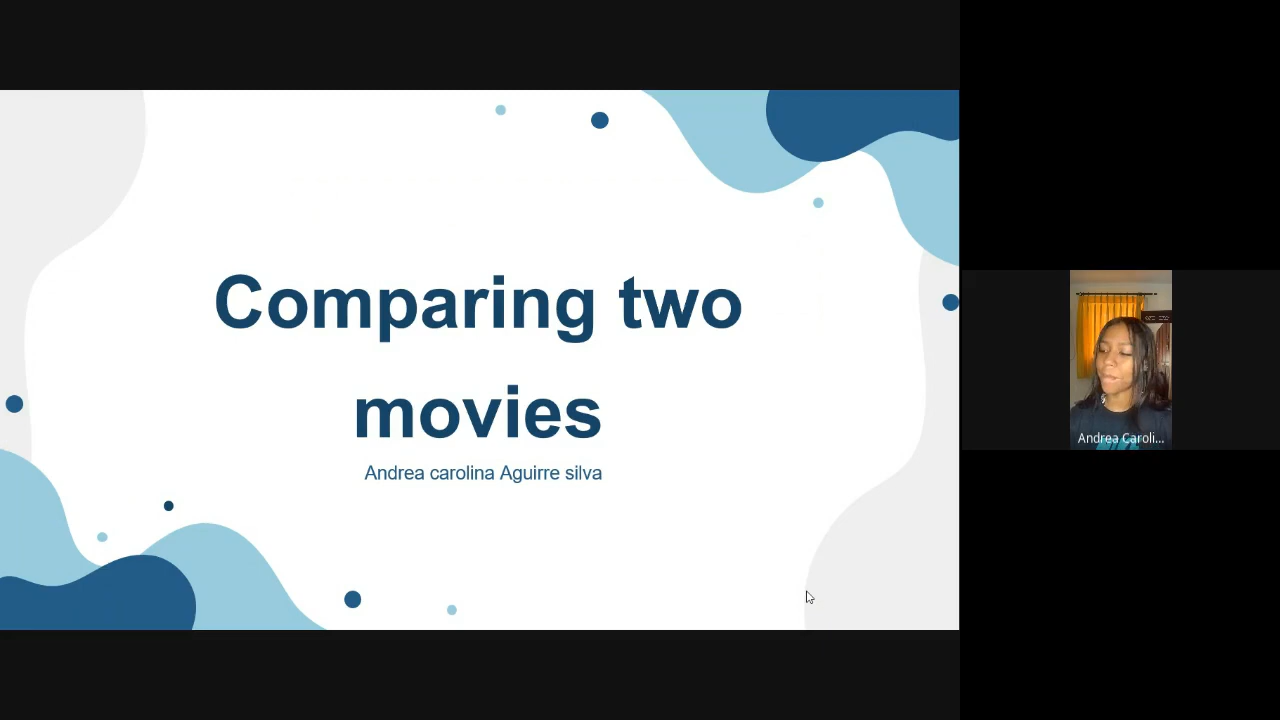 Comparing two
movies
Andrea carolina Aguirre silva
Andrea Caroli...